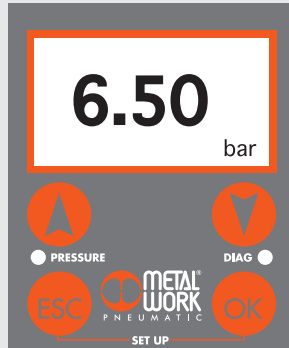 6.50
bar
PRESSURE
DIAG
ESC
METAL®
WORK
PNEUMATIC
OK
SET UP